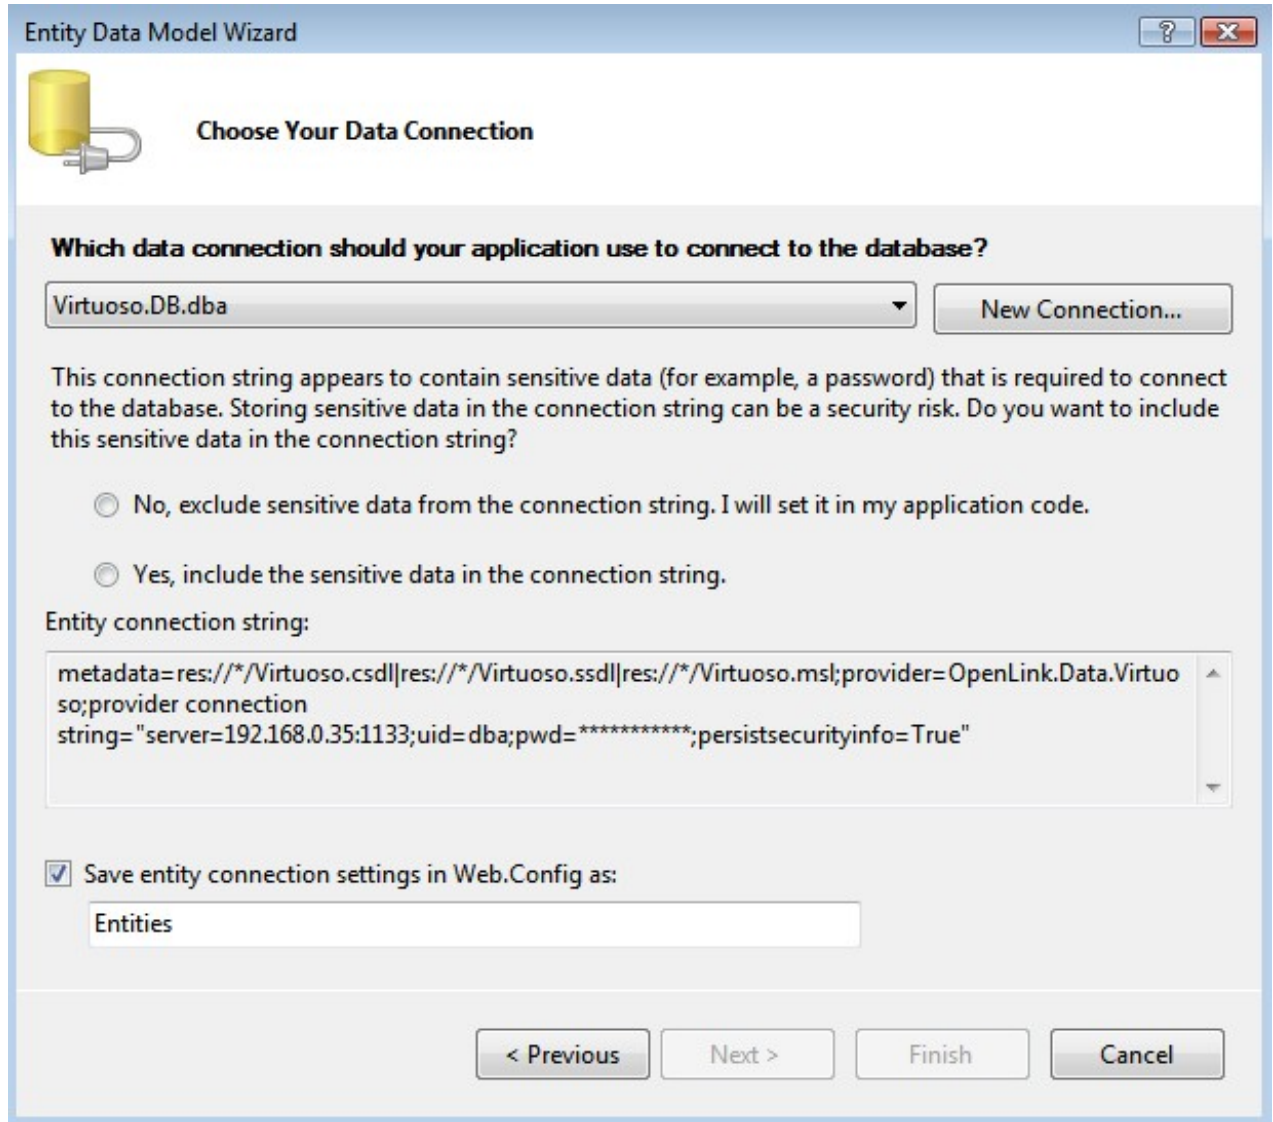 Entity Data Model Wizard
Choose Your Data Connection
Which data connection should your application use to connect to the database?
Virtuoso.DB.dba
New Connection...
This connection string appears to contain sensitive data (for example, a password) that is required to connect
to the database. Storing sensitive data in the connection string can be a security risk. Do you want to include
this sensitive data in the connection string?
No, exclude sensitive data from the connection string. I will set it in my application code.
Yes, include the sensitive data in the connection string.
Entity connection string:
metadata=res://*/Virtuoso.csdl|res://*/Virtuoso.ssdl|res://*/Virtuoso.msl;provider=OpenLink.Data.Virtuo
so;provider connection
string="server=192.168.0.35:1133;uid=dba;pwd=***********;persistsecurityinfo=True"
Save entity connection settings in Web.Config as:
Entities
< Previous
Next >
Finish
Cancel